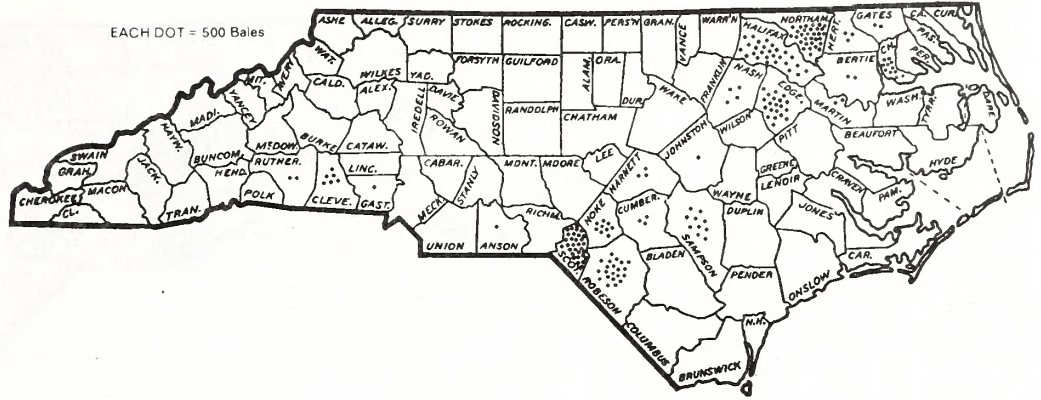 EACH DOT = 500 Bales
ASHE ALLEG. SURRY STOKES ROCKING. CASW. PERS'N GRAN. VANCE WARR'N NORTHAM. HERT. GATES CA. CUR.
HALIFAX PAS. PER. CH. BERTIE
WAT. WILKES YAD. FORSYTH GUILFORD ALAM. ORA. DUR. FRANKLIN NASH EDGE. MARTIN WASH. TYR. DARE
MIT. AVERY CALD. ALEX. IREDELL DAVIE DAVIDSON RANDOLPH CHATHAM WAKE WILSON PITT BEAUFORT HYDE
MADI. YANCEY BURKE CATAW. ROWAN JOHNSTON GREENE
HAYW. BUNCOM. McDOW. LINC. CABAR. MONT. MOORE LEE HARNETT WAYNE LENOIR CRAVEN PAM.
SWAIN GRAH. JACK. HEND. RUTHER. STANLY
CHEROKEE MACON CL. TRAN. POLK CLEVE. GAST. MECK. RICHM. HOKE CUMBER. SAMPSON DUPLIN JONES
UNION ANSON SCOT. ROBESON BLADEN PENDER ONSLOW CAR.
COLUMBUS N.H.
BRUNSWICK